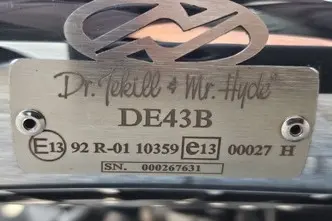 Dr. Jekill & Mr. Hyde
DE43B
E13 92 R-01 10359 e13 00027 H
SN. 000267631